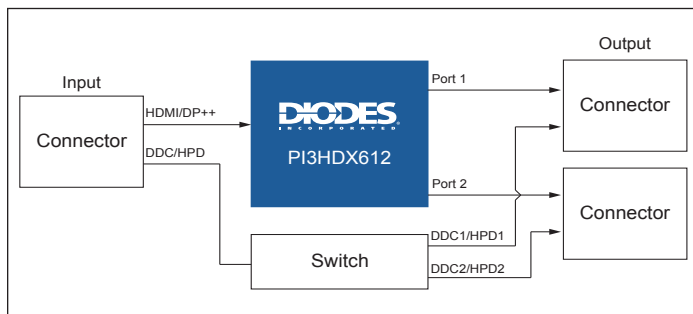 Input
Connector
HDMI/DP++
DDC/HPD
DIODES®
INCORPORATED
PI3HDX612
Port 1
Port 2
Switch
DDC1/HPD1
DDC2/HPD2
Output
Connector
Connector